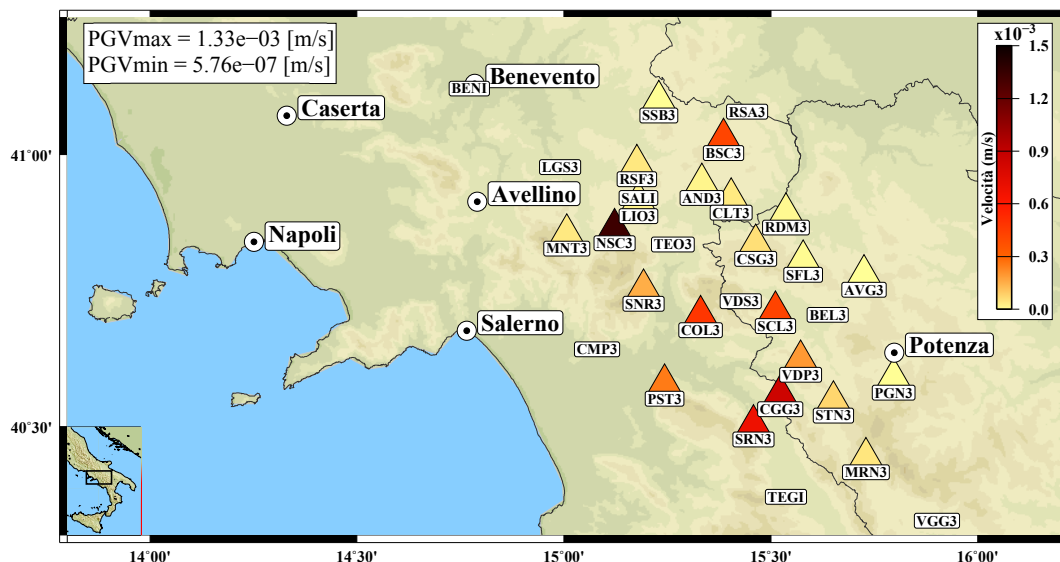 PGVmax = 1.33e−03 [m/s]
PGVmin = 5.76e−07 [m/s]
x10⁻³
1.5
1.2
0.9
0.6
0.3
0.0
Velocità (m/s)
Benevento
BENI
Caserta
SSB3
RSA3
BSC3
41°00'
LGS3
RSF3
Avellino
SALI
AND3
CLT3
LIO3
RDM3
Napoli
MNT3
NSC3
TEO3
CSG3
SFL3
AVG3
SNR3
VDS3
BEL3
Salerno
COL3
SCL3
CMP3
Potenza
VDP3
PST3
PGN3
CGG3
STN3
40°30'
SRN3
MRN3
TEGI
VGG3
14°00'
14°30'
15°00'
15°30'
16°00'